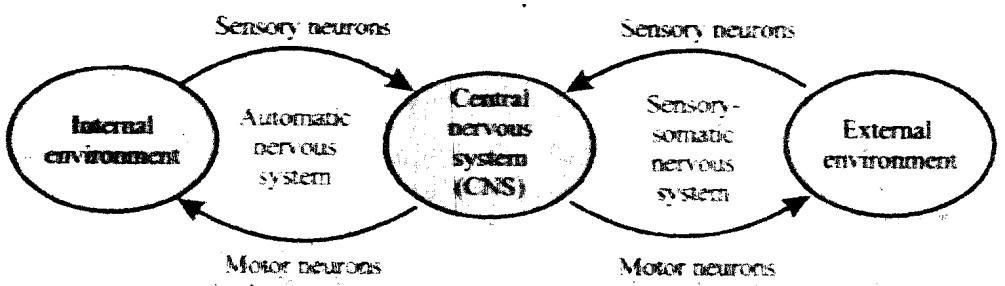 Sensory neurons
Sensory neurons
Internal
environment
Automatic
nervous
system
Central
nervous
system
(CNS)
Sensory-
somatic
nervous
system
External
environment
Motor neurons
Motor neurons